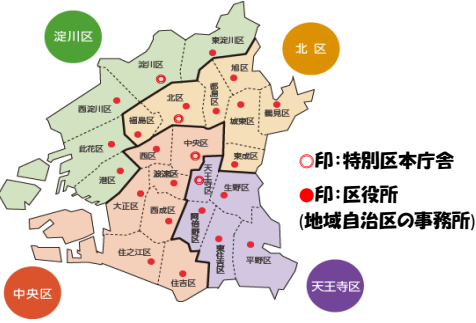 淀川区
北 区
東淀川区
淀川区
旭区
西淀川区
北区
都島区
福島区
城東区
鶴見区
此花区
西区
中央区
東成区
港区
浪速区
天王寺区
生野区
大正区
西成区
阿倍野区
住之江区
東住吉区
平野区
住吉区
中央区
天王寺区
◎印：特別区本庁舎
●印：区役所
(地域自治区の事務所)